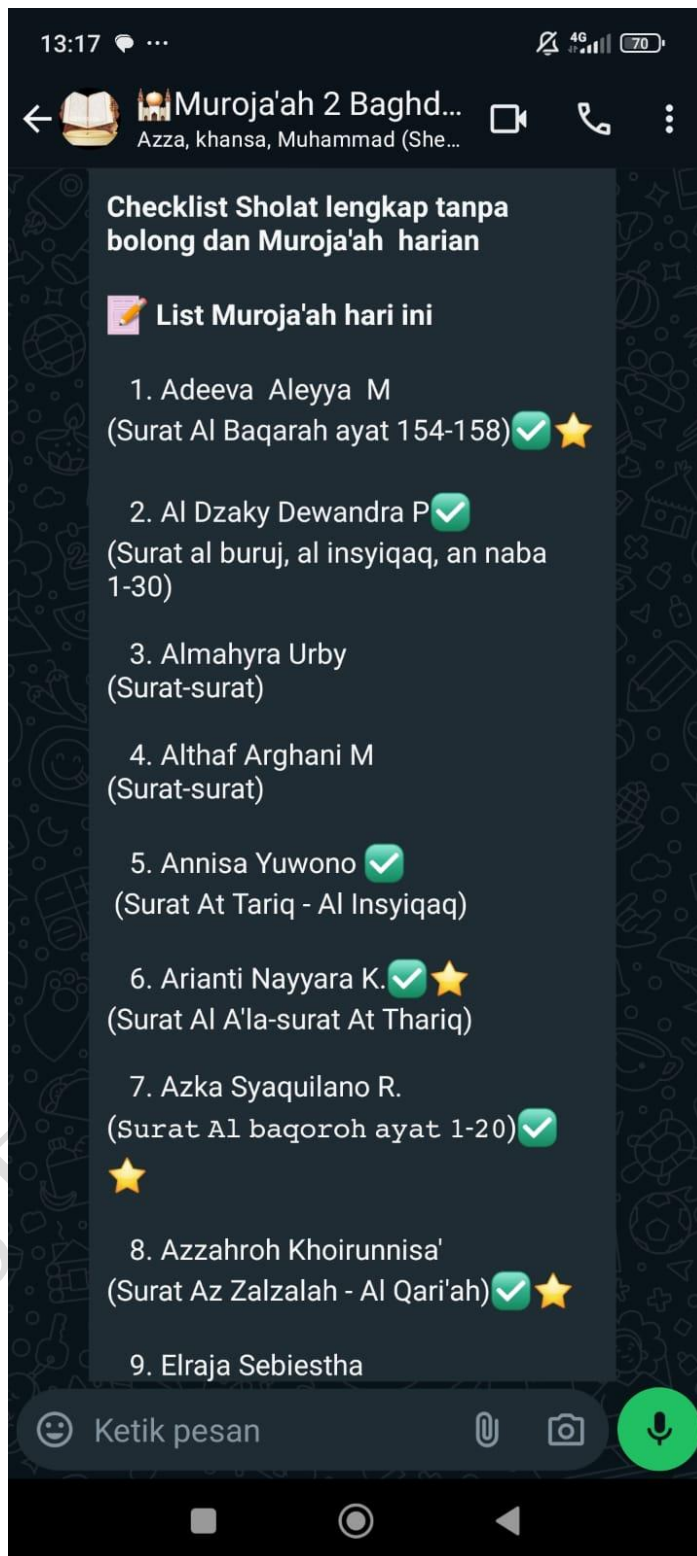 13:17
4G
70
Muroja'ah 2 Baghd...
Azza, khansa, Muhammad (She...
Checklist Sholat lengkap tanpa
bolong dan Muroja'ah harian
List Muroja'ah hari ini
1. Adeeva Aleyya M
(Surat Al Baqarah ayat 154-158)✅⭐
2. Al Dzaky Dewandra P✅
(Surat al buruj, al insyiqaq, an naba
1-30)
3. Almahyra Urby
(Surat-surat)
4. Althaf Arghani M
(Surat-surat)
5. Annisa Yuwono ✅
(Surat At Tariq - Al Insyiqaq)
6. Arianti Nayyara K.✅⭐
(Surat Al A'la-surat At Thariq)
7. Azka Syaquilano R.
(Surat Al baqoroh ayat 1-20)✅
⭐
8. Azzahroh Khoirunnisa'
(Surat Az Zalzalah - Al Qari'ah)✅⭐
9. Elraja Sebiestha
Ketik pesan